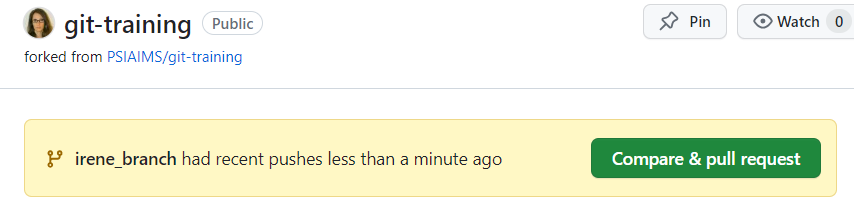 git-training Public Pin Watch 0
forked from PSIAIMS/git-training
irene_branch had recent pushes less than a minute ago Compare & pull request